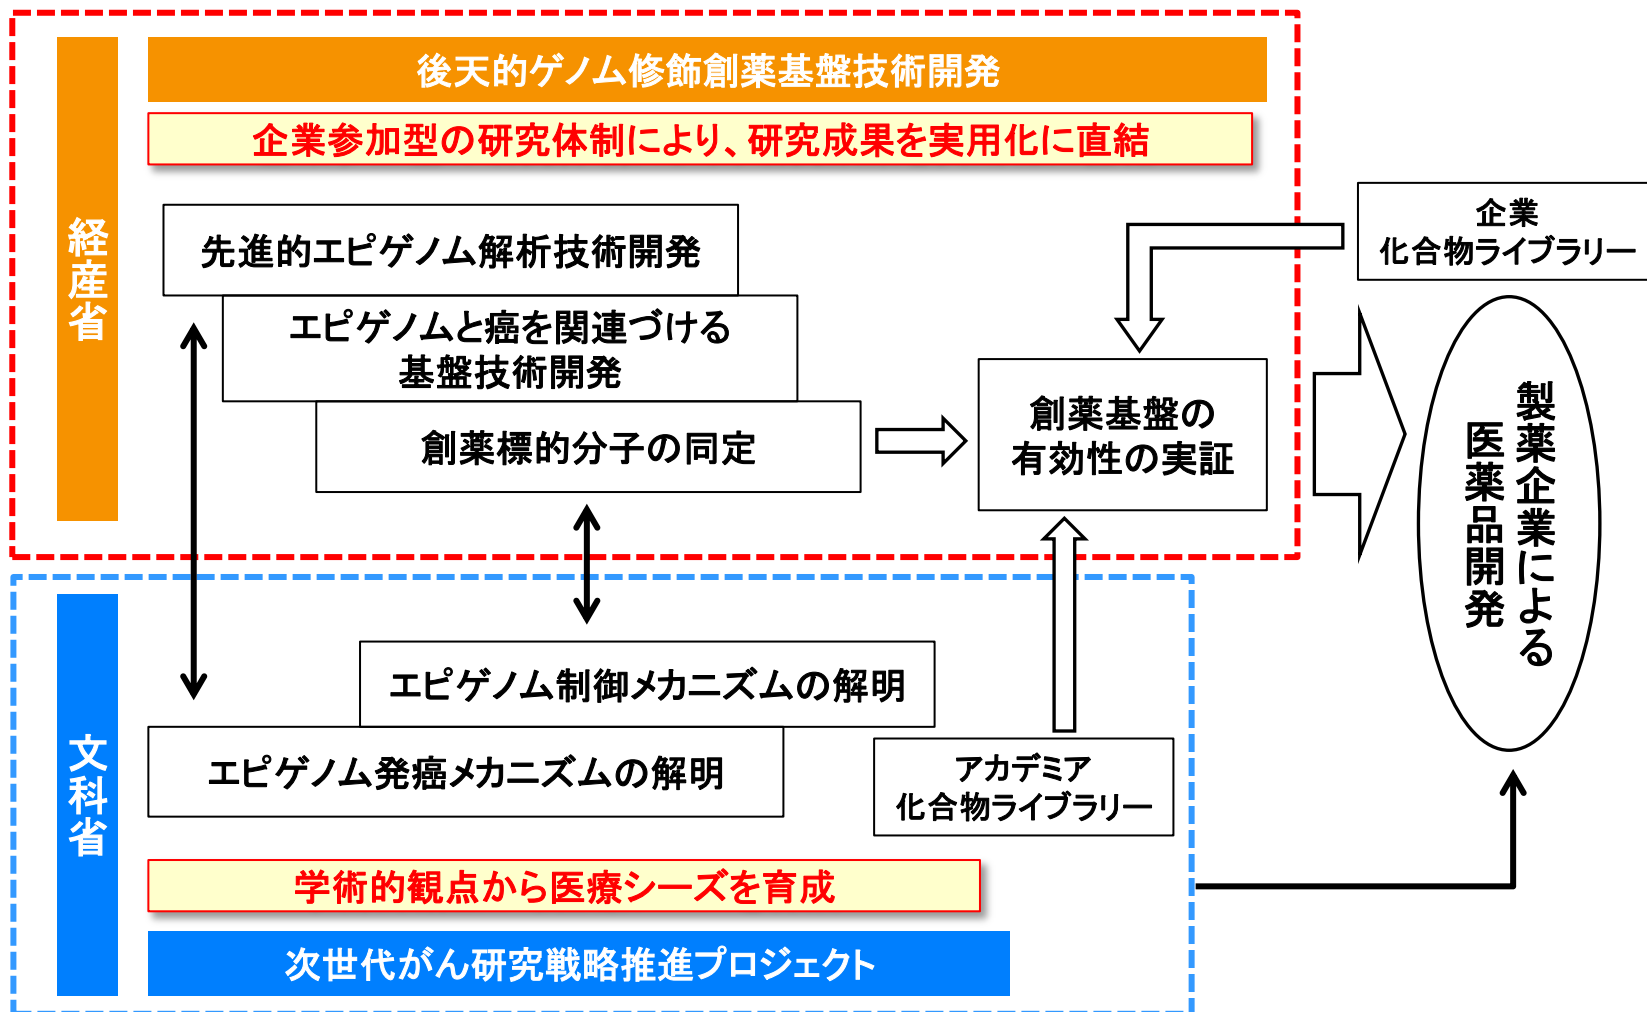 経産省
後天的ゲノム修飾創薬基盤技術開発
企業参加型の研究体制により、研究成果を実用化に直結
先進的エピゲノム解析技術開発
エピゲノムと癌を関連づける
基盤技術開発
創薬標的分子の同定
創薬基盤の
有効性の実証
企業
化合物ライブラリー
製薬企業による
医薬品開発
文科省
エピゲノム制御メカニズムの解明
エピゲノム発癌メカニズムの解明
アカデミア
化合物ライブラリー
学術的観点から医療シーズを育成
次世代がん研究戦略推進プロジェクト